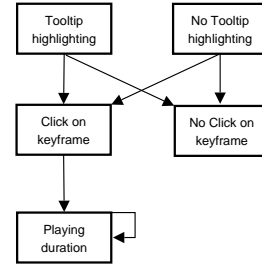 Tooltip
highlighting
No Tooltip
highlighting
Click on
keyframe
No Click on
keyframe
Playing
duration